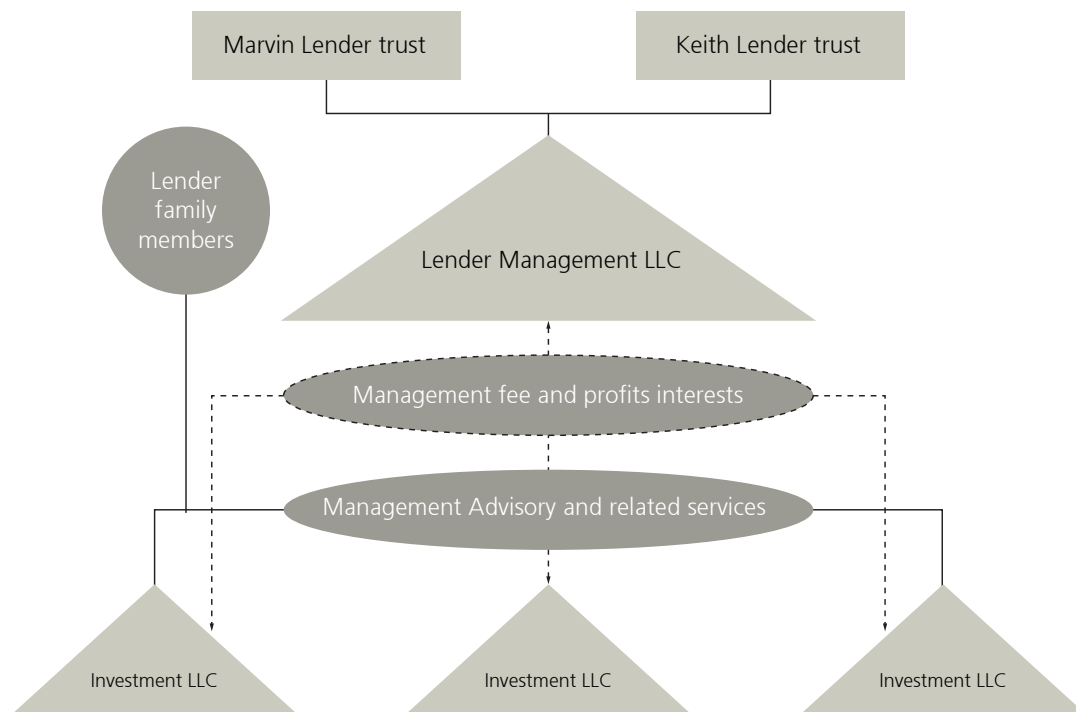 Marvin Lender trust
Keith Lender trust
Lender
family
members
Lender Management LLC
Management fee and profits interests
Management Advisory and related services
Investment LLC
Investment LLC
Investment LLC